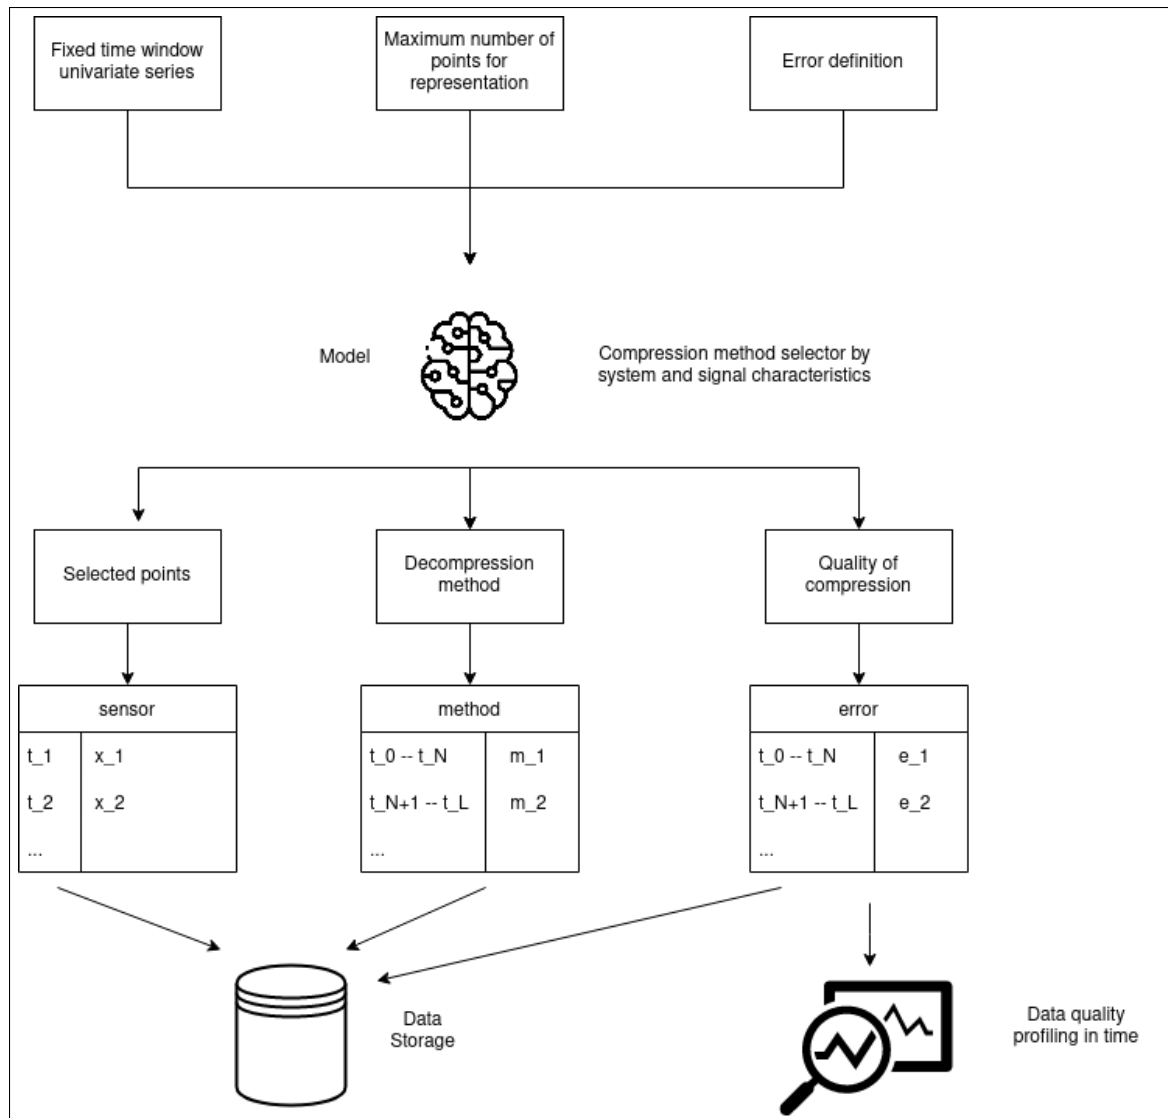 Fixed time window
univariate series
Maximum number of
points for
representation
Error definition
Model
Compression method selector by
system and signal characteristics
Selected points
Decompression
method
Quality of
compression
sensor
t_1 x_1
t_2 x_2
...
method
t_0 -- t_N m_1
t_N+1 -- t_L m_2
...
error
t_0 -- t_N e_1
t_N+1 -- t_L e_2
...
Data
Storage
Data quality
profiling in time